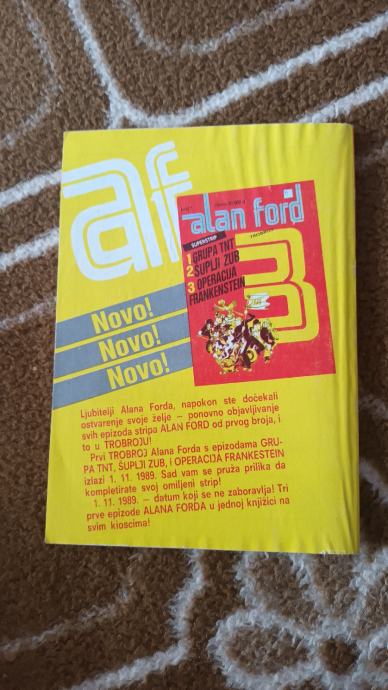 af
alan ford
SUPERSTRIP
1 GRUPA TNT
2 ŠUPLJI ZUB
3 OPERACIJA
FRANKENSTEIN
3
Novo!
Novo!
Novo!
Ljubitelji Alana Forda, napokon ste dočekali
ostvarenje svoje želje – ponovno objavljivanje
svih epizoda stripa ALAN FORD od prvog broja, i
to u TROBROJU!
Prvi TROBROJ Alana Forda s epizodama GRU-
PA TNT, ŠUPLJI ZUB, i OPERACIJA FRANKESTEIN
izlazi 1. 11. 1989. Sad vam se pruža prilika da
kompletirate svoj omiljeni strip!
1. 11. 1989. – datum koji se ne zaboravlja! Tri
prve epizode ALANA FORDA u jednoj knjižici na
svim kioscima!